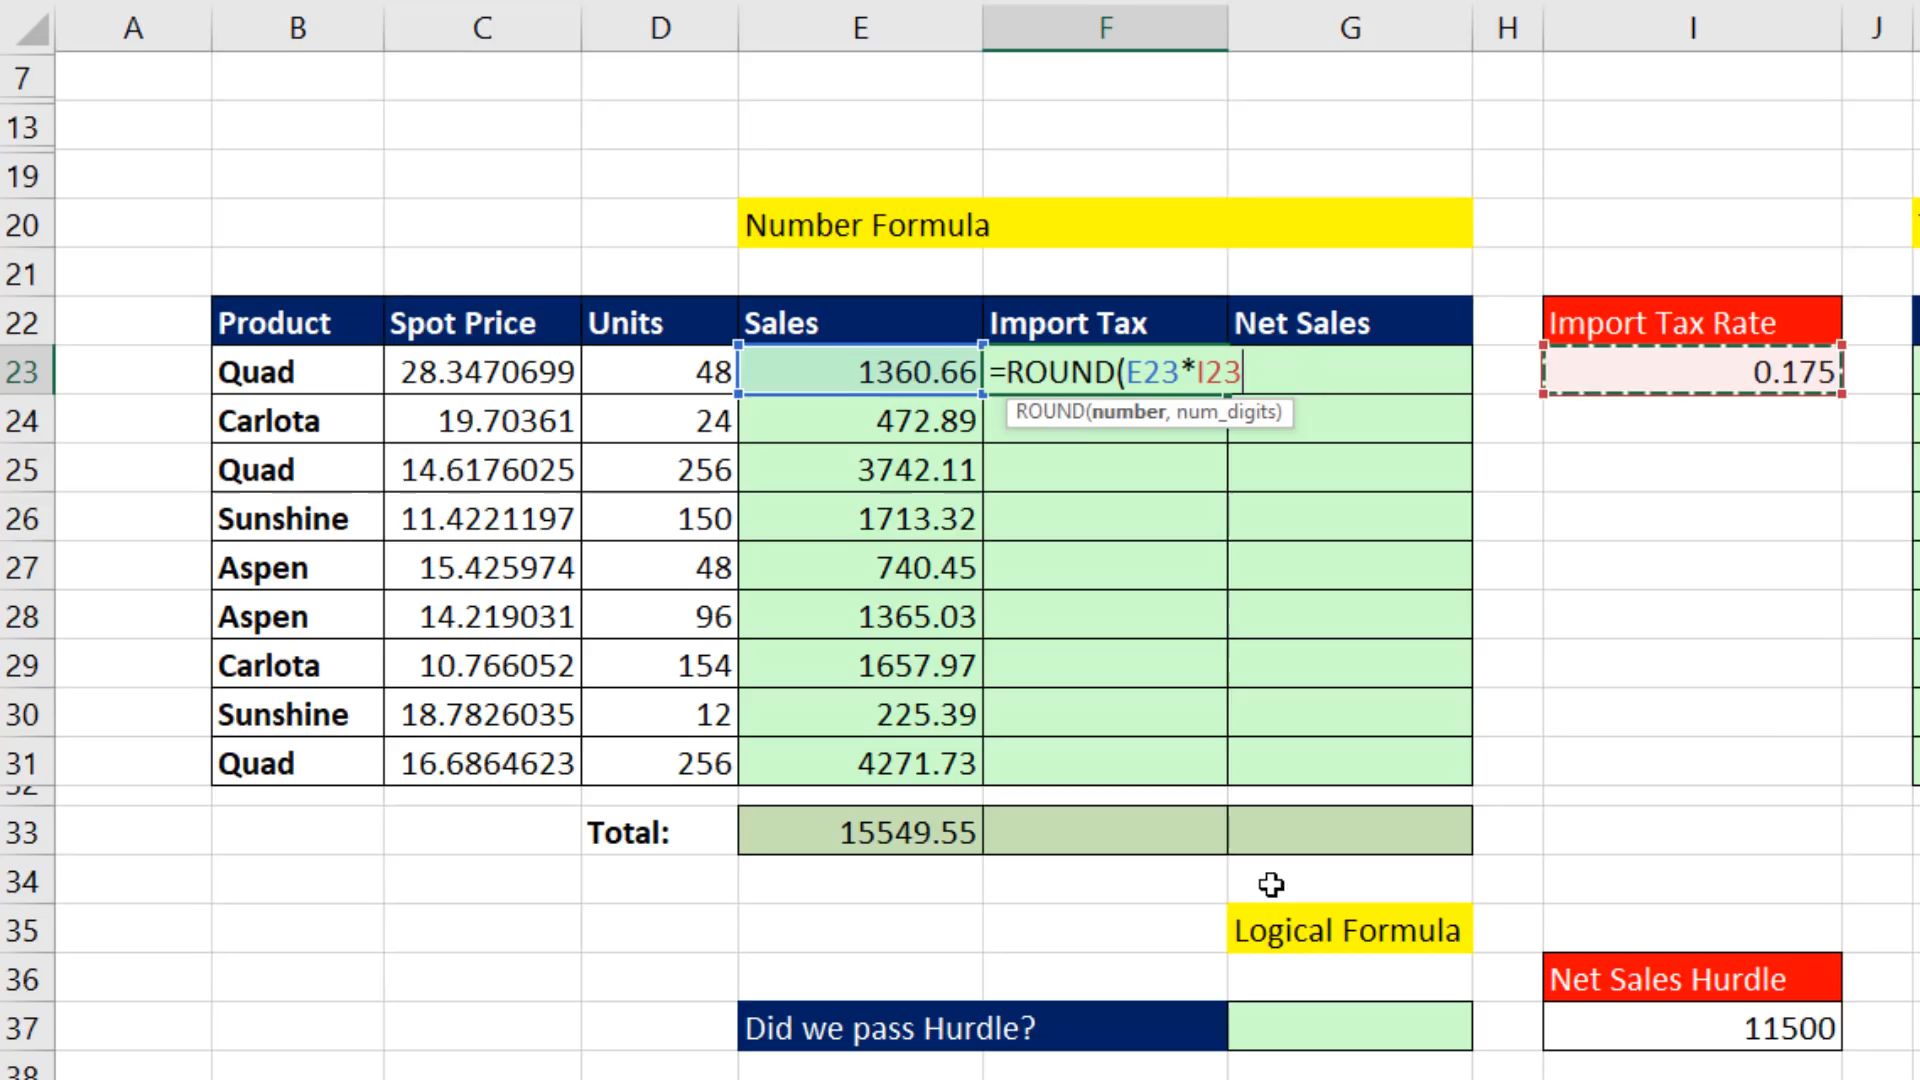 A B C D E F G H I J
7
13
19
20 Number Formula
21
22 Product Spot Price Units Sales Import Tax Net Sales Import Tax Rate
23 Quad 28.3470699 48 1360.66 =ROUND(E23*I23 0.175
ROUND(number, num_digits)
24 Carlota 19.70361 24 472.89
25 Quad 14.6176025 256 3742.11
26 Sunshine 11.4221197 150 1713.32
27 Aspen 15.425974 48 740.45
28 Aspen 14.219031 96 1365.03
29 Carlota 10.766052 154 1657.97
30 Sunshine 18.7826035 12 225.39
31 Quad 16.6864623 256 4271.73
32
33 Total: 15549.55
34
35 Logical Formula
36 Net Sales Hurdle
37 Did we pass Hurdle? 11500
38